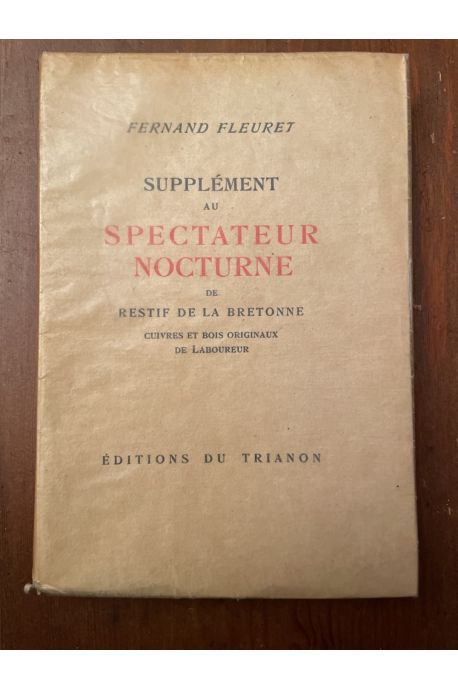 FERNAND FLEURET
SUPPLÉMENT
AU
SPECTATEUR
NOCTURNE
DE
RESTIF DE LA BRETONNE
CUIVRES ET BOIS ORIGINAUX
DE LABOUREUR
ÉDITIONS DU TRIANON